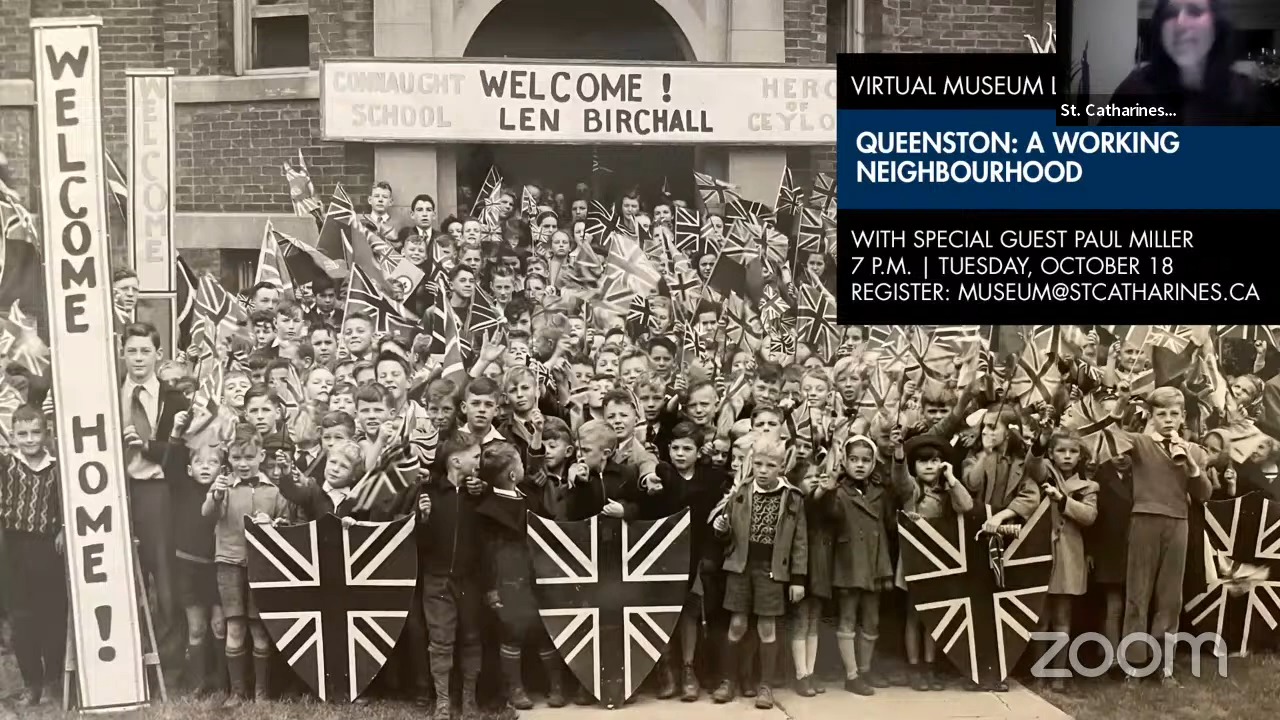 WELCOME HOME!
WELCOME
CONNAUGHT SCHOOL
WELCOME!
LEN BIRCHALL
HERO
OF
CEYLO
VIRTUAL MUSEUM L
St. Catharines...
QUEENSTON: A WORKING
NEIGHBOURHOOD
WITH SPECIAL GUEST PAUL MILLER
7 P.M. | TUESDAY, OCTOBER 18
REGISTER: MUSEUM@STCATHARINES.CA
zoom